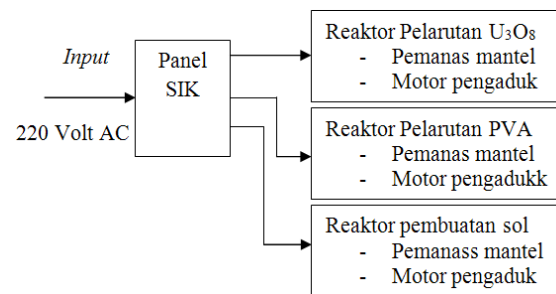 Input
220 Volt AC
Panel
SIK
Reaktor Pelarutan U₃O₈
- Pemanas mantel
- Motor pengaduk
Reaktor Pelarutan PVA
- Pemanas mantel
- Motor pengadukk
Reaktor pembuatan sol
- Pemanass mantel
- Motor pengaduk